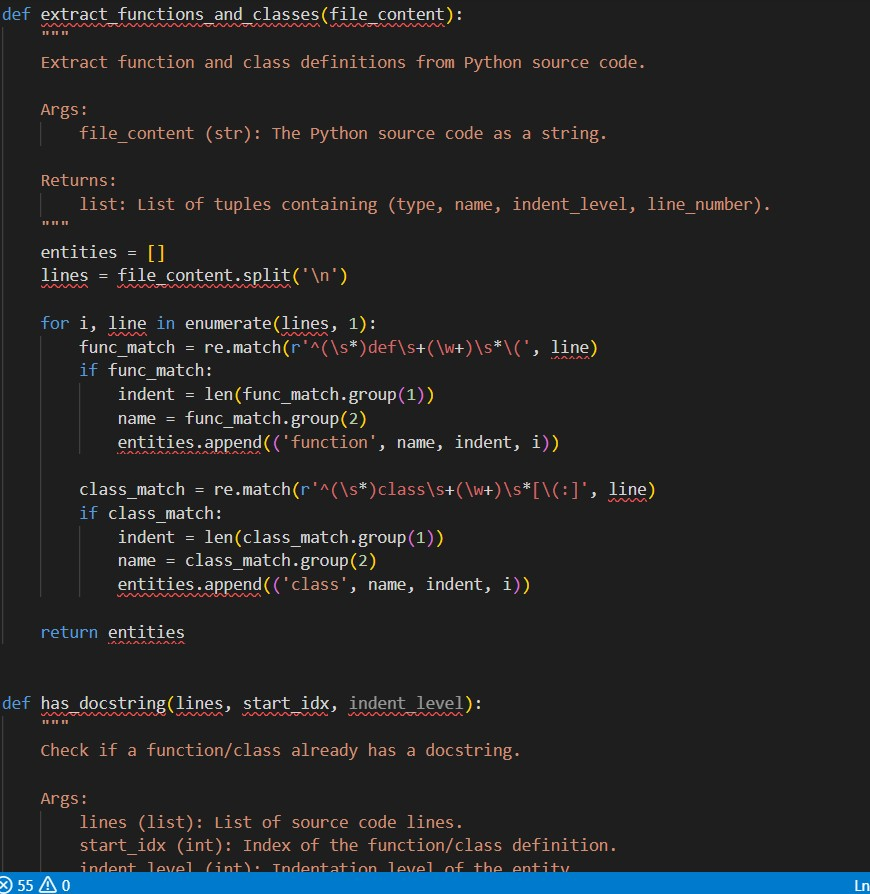 def extract_functions_and_classes(file_content):
    """
    Extract function and class definitions from Python source code.

    Args:
        file_content (str): The Python source code as a string.

    Returns:
        list: List of tuples containing (type, name, indent_level, line_number).
    """
    entities = []
    lines = file_content.split('\n')

    for i, line in enumerate(lines, 1):
        func_match = re.match(r'^(\s*)def\s+(\w+)\s*\(', line)
        if func_match:
            indent = len(func_match.group(1))
            name = func_match.group(2)
            entities.append(('function', name, indent, i))

        class_match = re.match(r'^(\s*)class\s+(\w+)\s*[\(:]', line)
        if class_match:
            indent = len(class_match.group(1))
            name = class_match.group(2)
            entities.append(('class', name, indent, i))

    return entities


def has_docstring(lines, start_idx, indent_level):
    """
    Check if a function/class already has a docstring.

    Args:
        lines (list): List of source code lines.
        start_idx (int): Index of the function/class definition.
        indent_level (int): Indentation level of the entity
55 0 Ln